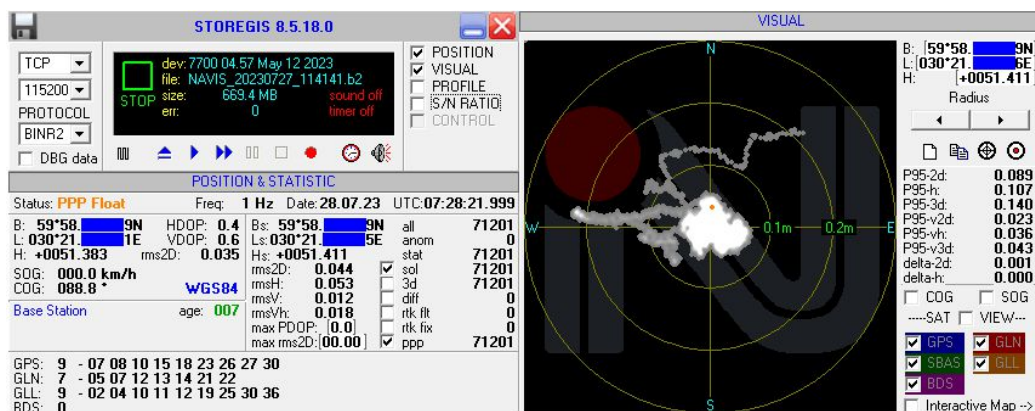 STOREGIS 8.5.18.0
TCP
115200
PROTOCOL
BINR2
DBG data
STOP
dev: 7700 04.57 May 12 2023
file: NAVIS_20230727_114141.b2
size: 669.4 MB sound off
err: 0 timer off
POSITION
VISUAL
PROFILE
S/N RATIO
CONTROL
POSITION & STATISTIC
Status: PPP Float Freq: 1 Hz Date: 28.07.23 UTC: 07:28:21.999
B: 59*58. 9N HDOP: 0.4
L: 030*21. 1E VDOP: 0.6
H: +0051.383 rms2D: 0.035
SOG: 000.0 km/h
COG: 088.8 * WGS84
Base Station age: 007
Bs: 59*58. 9N
Ls: 030*21. 5E
Hs: +0051.411
rms2D: 0.044
rmsH: 0.053
rmsV: 0.012
rmsVh: 0.018
max PDOP: [0.0]
max rms2D: [00.00]
all 71201
anom 0
stat 71201
sol 71201
3d 71201
diff 0
rtk flt 0
rtk fix 0
ppp 71201
GPS: 9 - 07 08 10 15 18 23 26 27 30
GLN: 7 - 05 07 12 13 14 21 22
GLL: 9 - 02 04 10 11 12 19 25 30 36
BDS: 0
VISUAL
N
W
E
S
0.1m
0.2m
B: [59*58. 9N
L: [030*21. 6E
H: [+0051.411
Radius
P95-2d: 0.089
P95-h: 0.107
P95-3d: 0.140
P95-v2d: 0.023
P95-vh: 0.036
P95-v3d: 0.043
delta-2d: 0.001
delta-h: 0.000
COG SOG
----SAT VIEW---
GPS GLN
SBAS GLL
BDS
Interactive Map -->